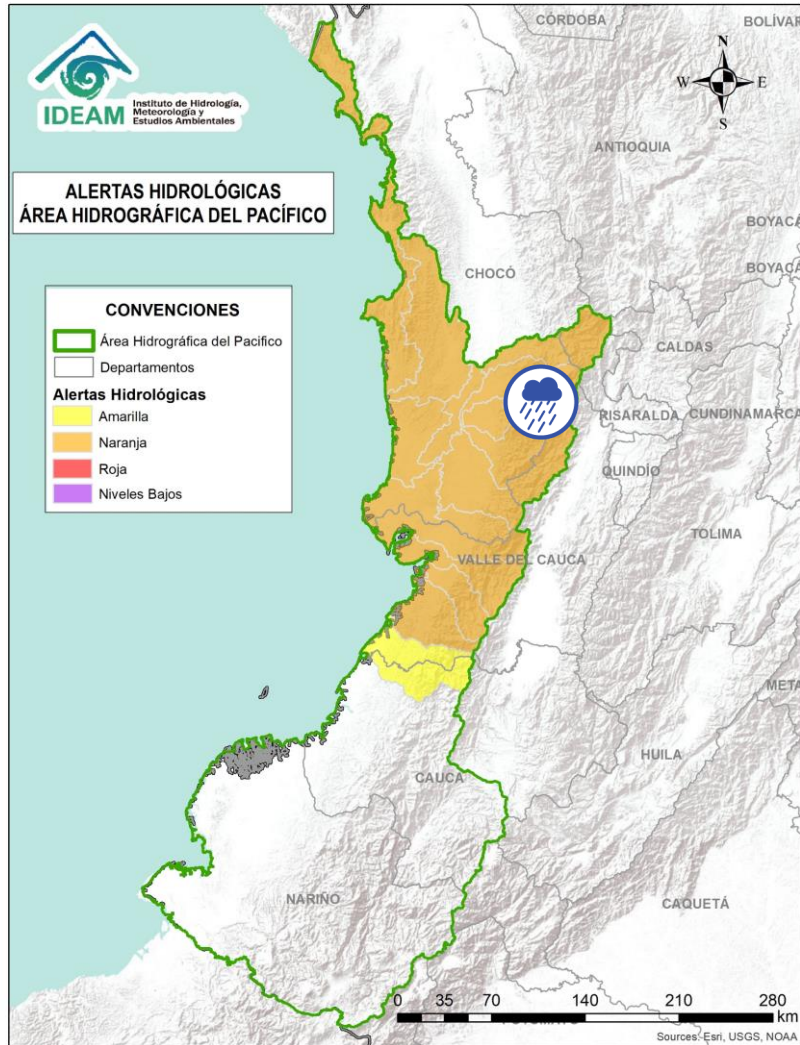 CÓRDOBA
BOLÍVAR
N
W E
S
IDEAM
Instituto de Hidrología,
Meteorología y
Estudios Ambientales
ANTIOQUIA
ALERTAS HIDROLÓGICAS
ÁREA HIDROGRÁFICA DEL PACÍFICO
BOYACÁ
BOYACÁ
CHOCÓ
CONVENCIONES
Área Hidrográfica del Pacifico
Departamentos
Alertas Hidrológicas
Amarilla
Naranja
Roja
Niveles Bajos
CALDAS
RISARALDA
CUNDINAMARCA
QUINDÍO
TOLIMA
VALLE DEL CAUCA
META
HUILA
CAUCA
NARIÑO
CAQUETÁ
0 35 70 140 210 280
km
Sources: Esri, USGS, NOAA